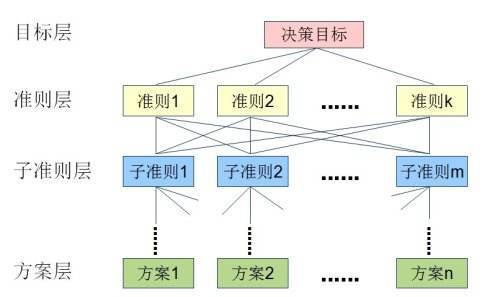 目标层 决策目标
准则层 准则1 准则2 ...... 准则k
子准则层 子准则1 子准则2 ...... 子准则m
方案层 方案1 方案2 ...... 方案n